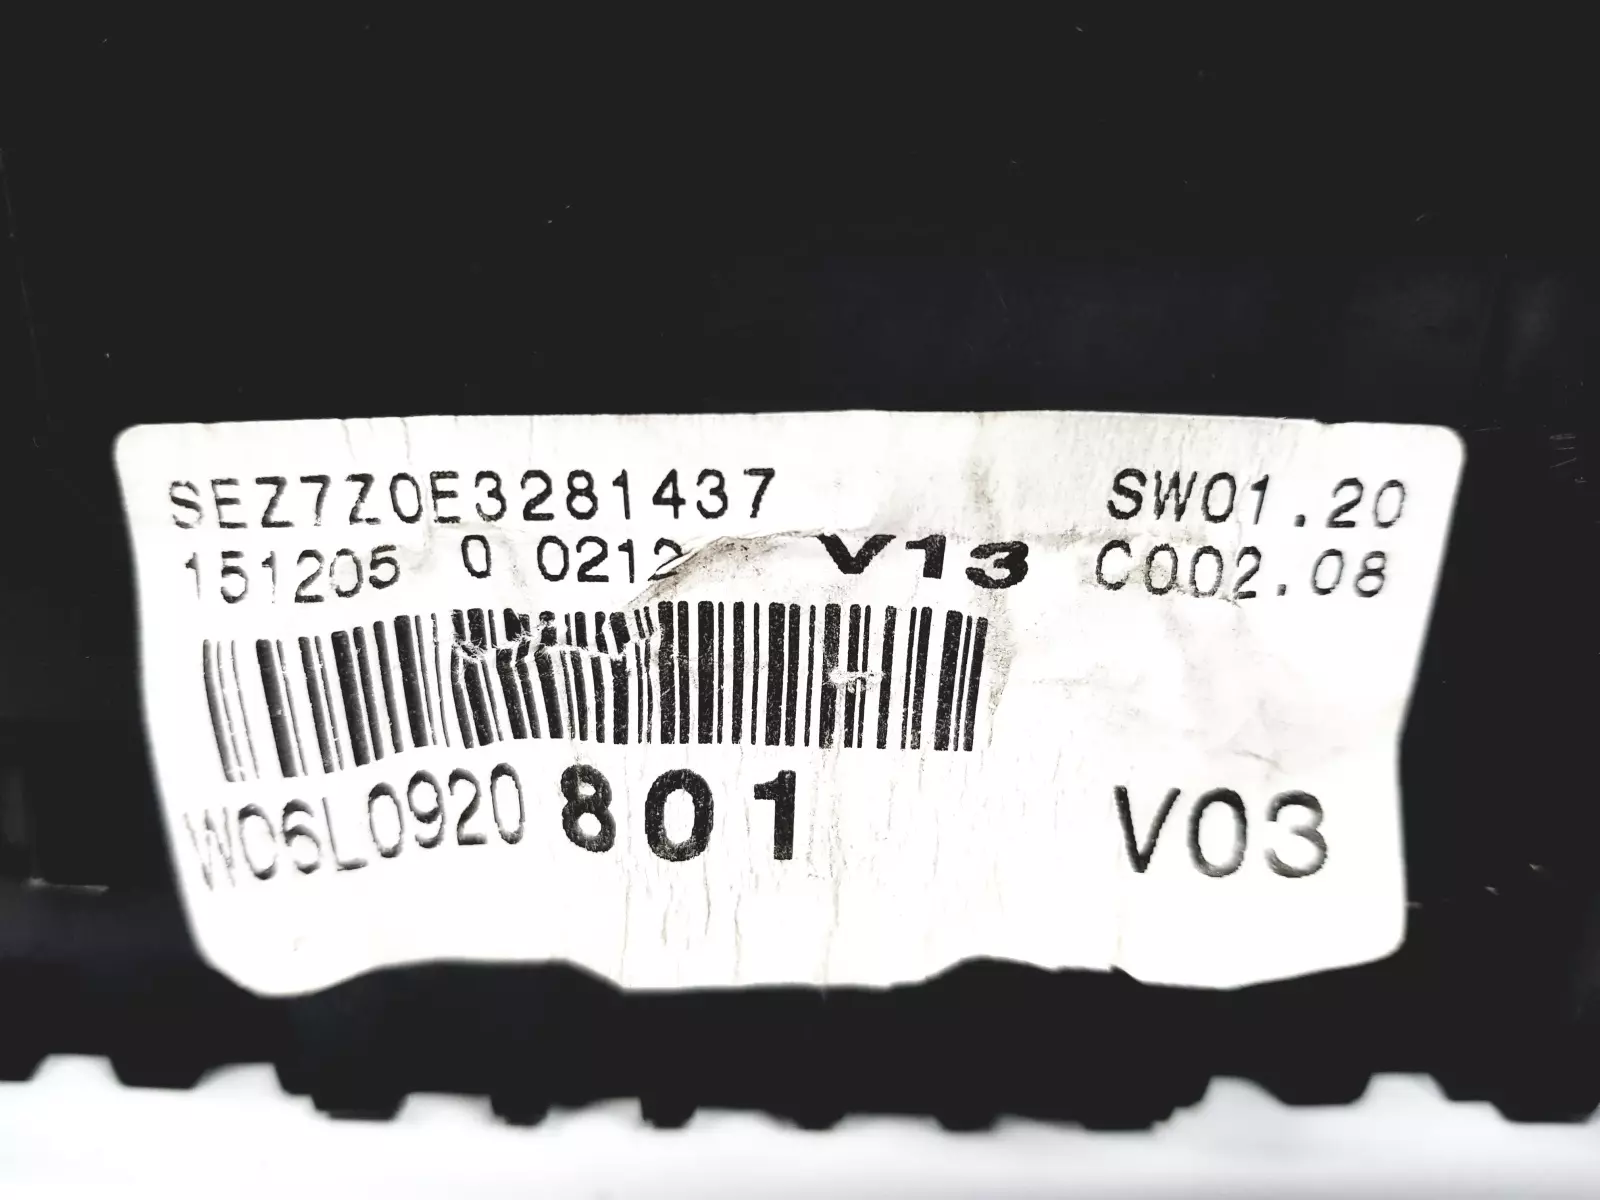 SEZ7Z0E3281437 SW01.20
151205 0 0212 V13 C002.08
W06L0920 801 V03